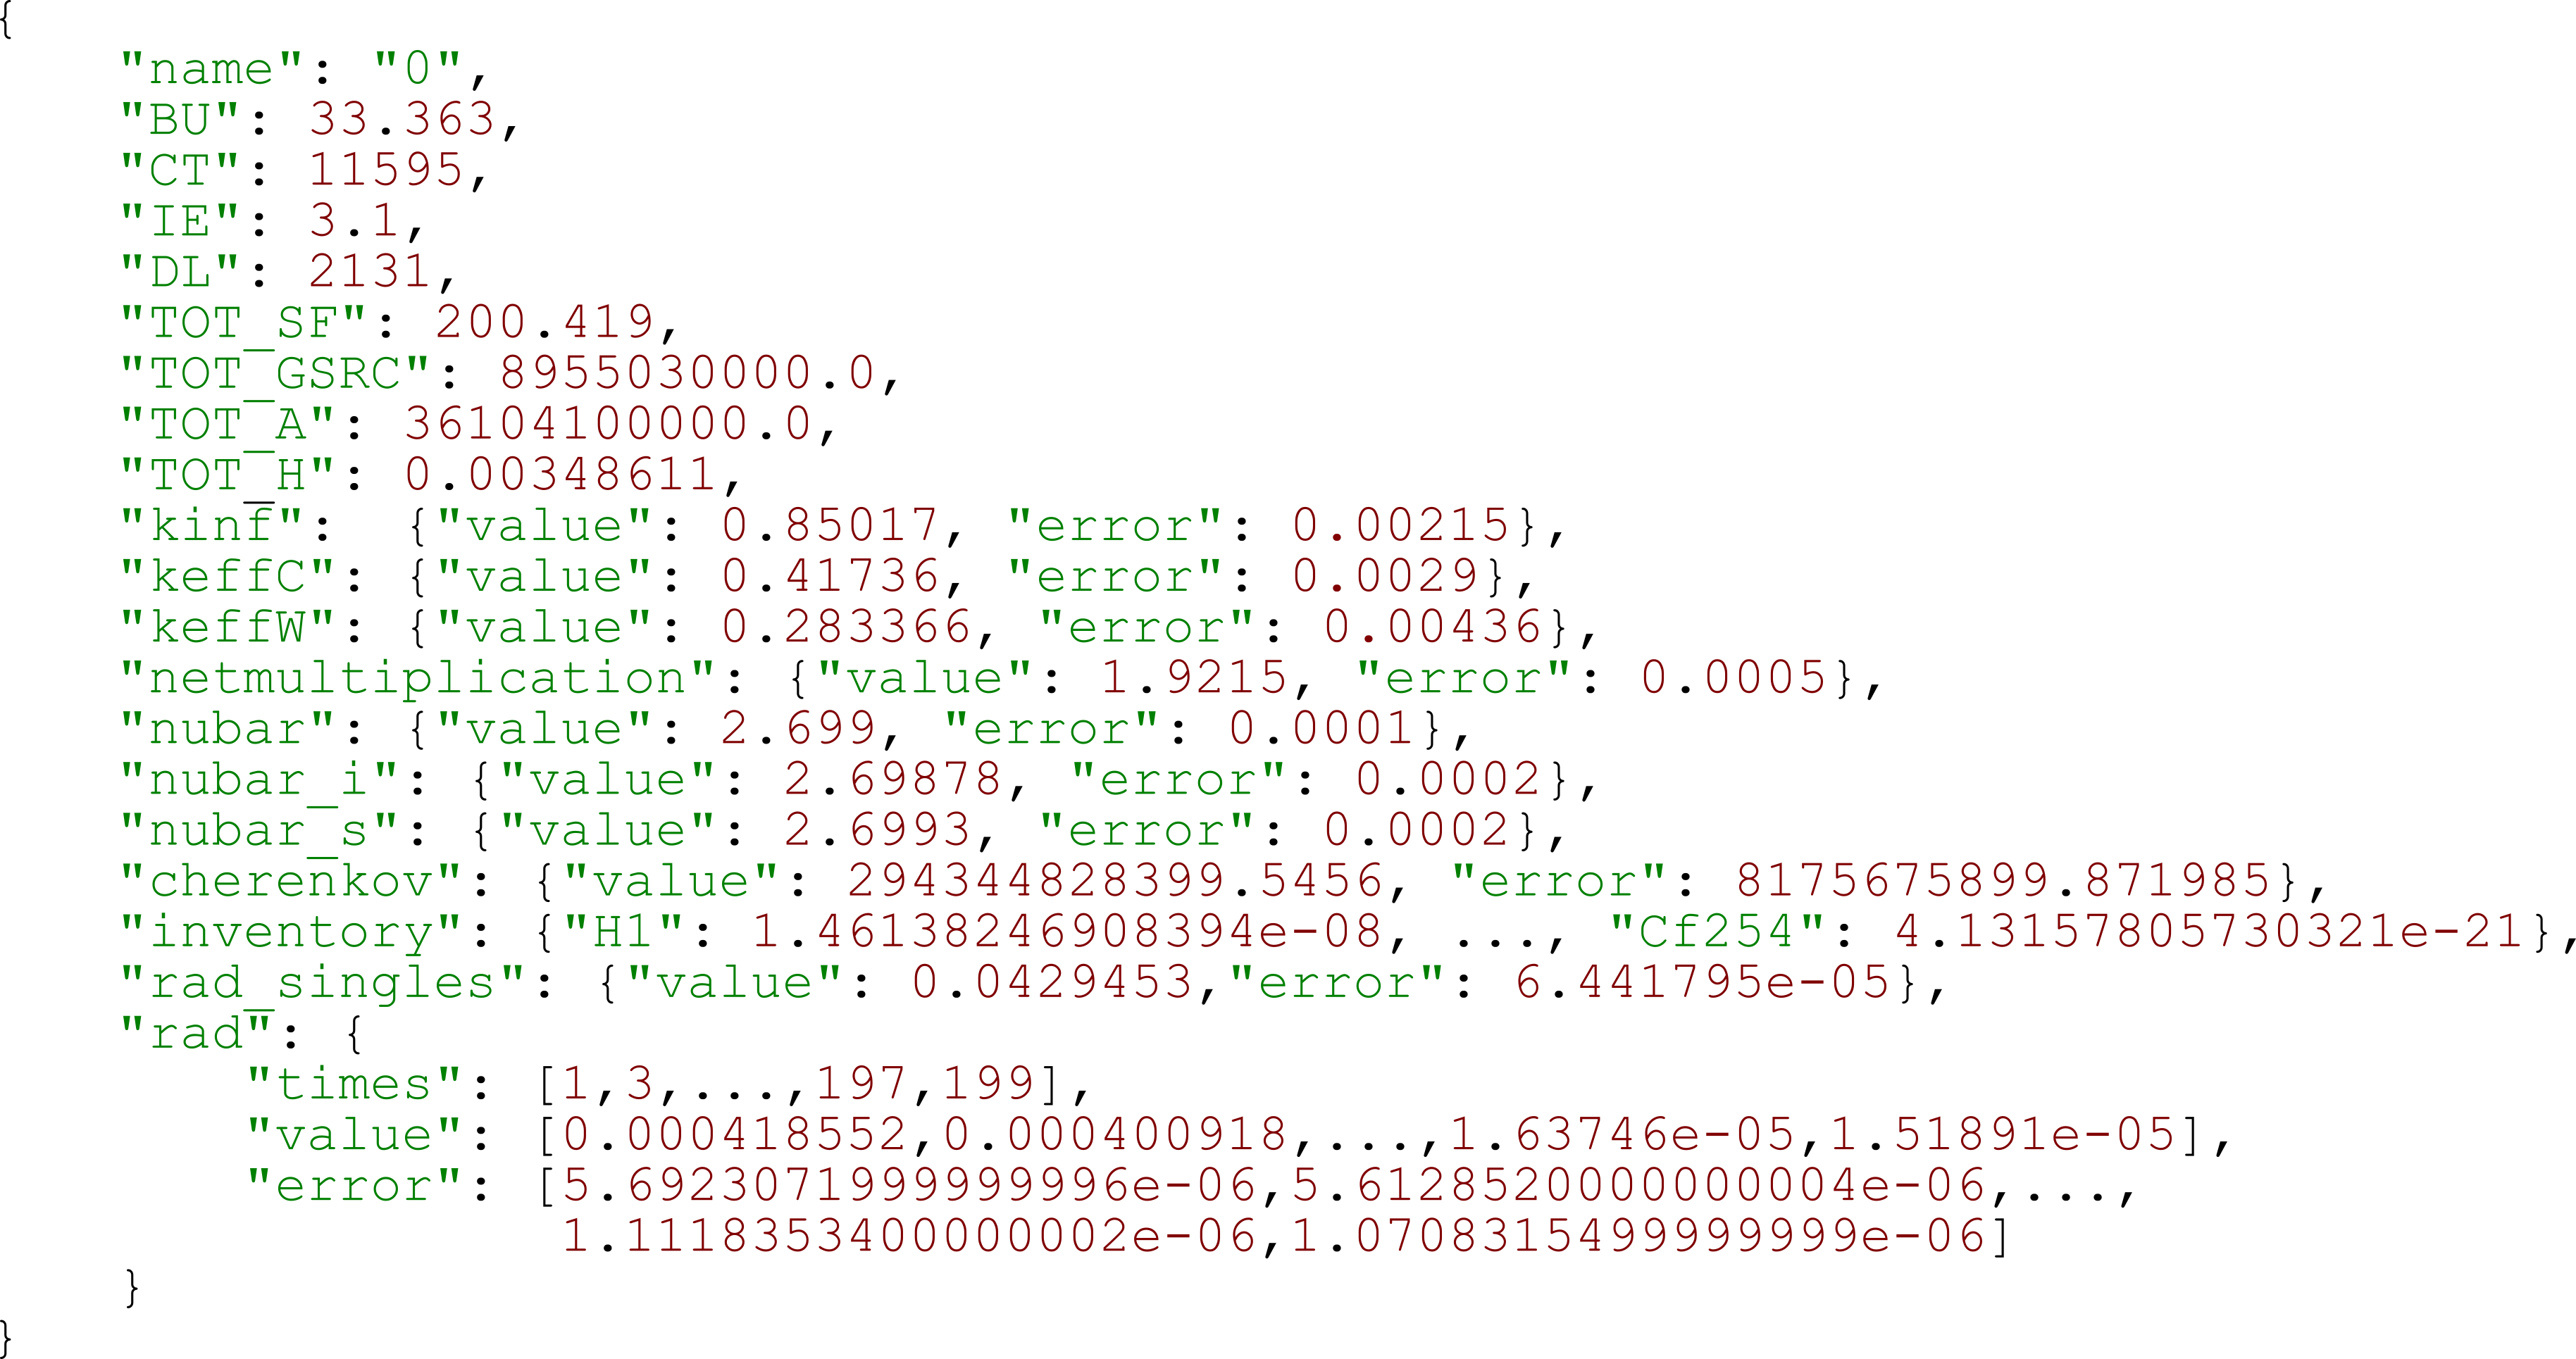 {
"name": "0",
"BU": 33.363,
"CT": 11595,
"IE": 3.1,
"DL": 2131,
"TOT_SF": 200.419,
"TOT_GSRC": 8955030000.0,
"TOT_A": 36104100000.0,
"TOT_H": 0.00348611,
"kinf":  {"value": 0.85017, "error": 0.00215},
"keffC": {"value": 0.41736, "error": 0.0029},
"keffW": {"value": 0.283366, "error": 0.00436},
"netmultiplication": {"value": 1.9215, "error": 0.0005},
"nubar": {"value": 2.699, "error": 0.0001},
"nubar_i": {"value": 2.69878, "error": 0.0002},
"nubar_s": {"value": 2.6993, "error": 0.0002},
"cherenkov": {"value": 294344828399.5456, "error": 8175675899.871985},
"inventory": {"H1": 1.46138246908394e-08, ..., "Cf254": 4.13157805730321e-21},
"rad_singles": {"value": 0.0429453,"error": 6.441795e-05},
"rad": {
"times": [1,3,...,197,199],
"value": [0.000418552,0.000400918,...,1.63746e-05,1.51891e-05],
"error": [5.6923071999999996e-06,5.6128520000000004e-06,...,
1.1118353400000002e-06,1.0708315499999999e-06]
}
}